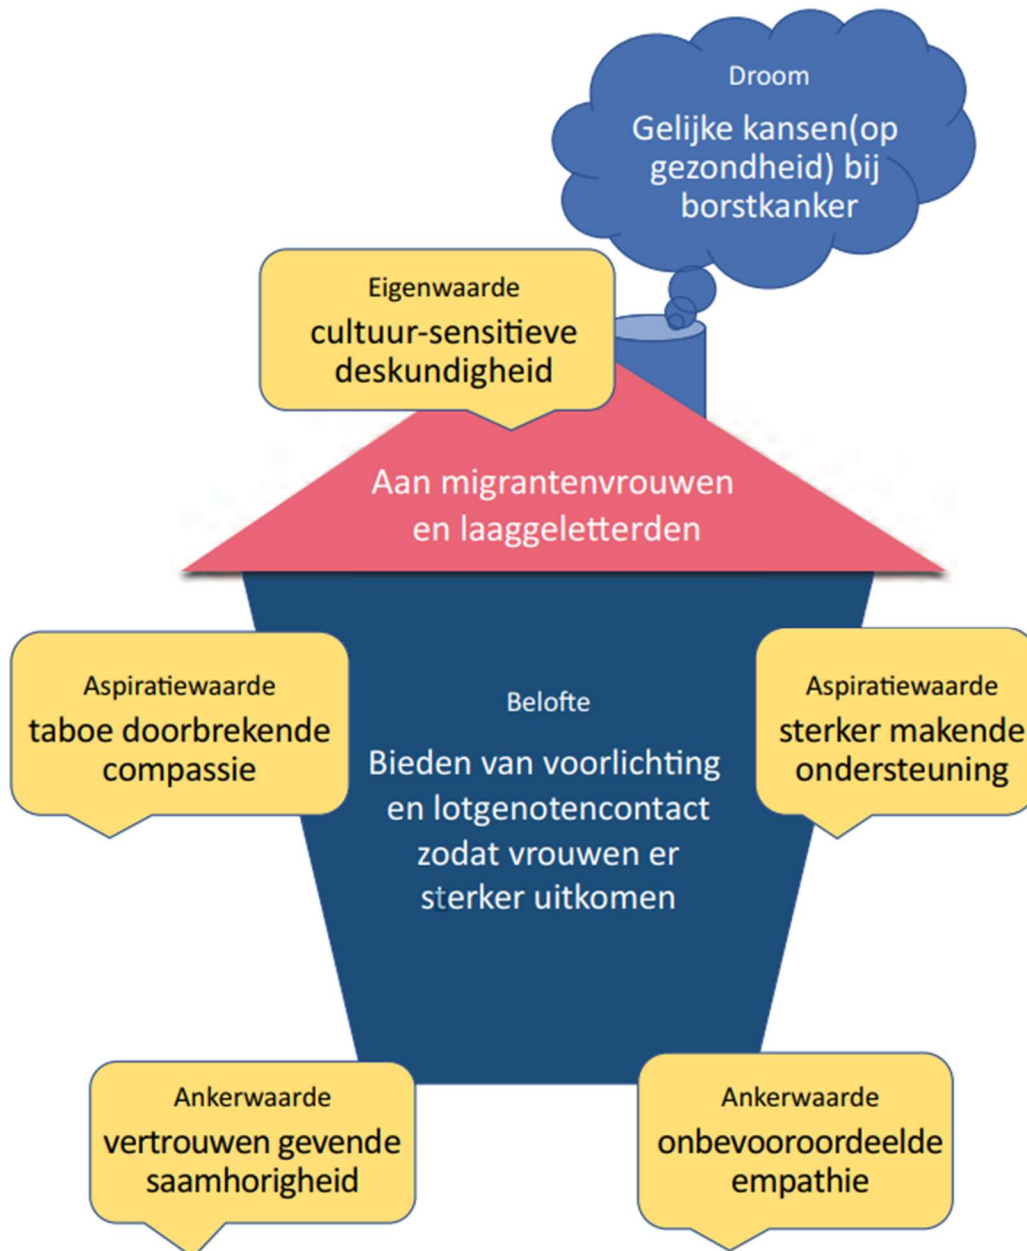 Droom
Gelijke kansen(op
gezondheid) bij
borstkanker
Eigenwaarde
cultuur-sensitieve
deskundigheid
Aan migrantenvrouwen
en laaggeletterden
Aspiratiewaarde
taboe doorbrekende
compassie
Belofte
Bieden van voorlichting
en lotgenotencontact
zodat vrouwen er
sterker uitkomen
Aspiratiewaarde
sterker makende
ondersteuning
Ankerwaarde
vertrouwen gevende
saamhorigheid
Ankerwaarde
onbevooroordeelde
empathie